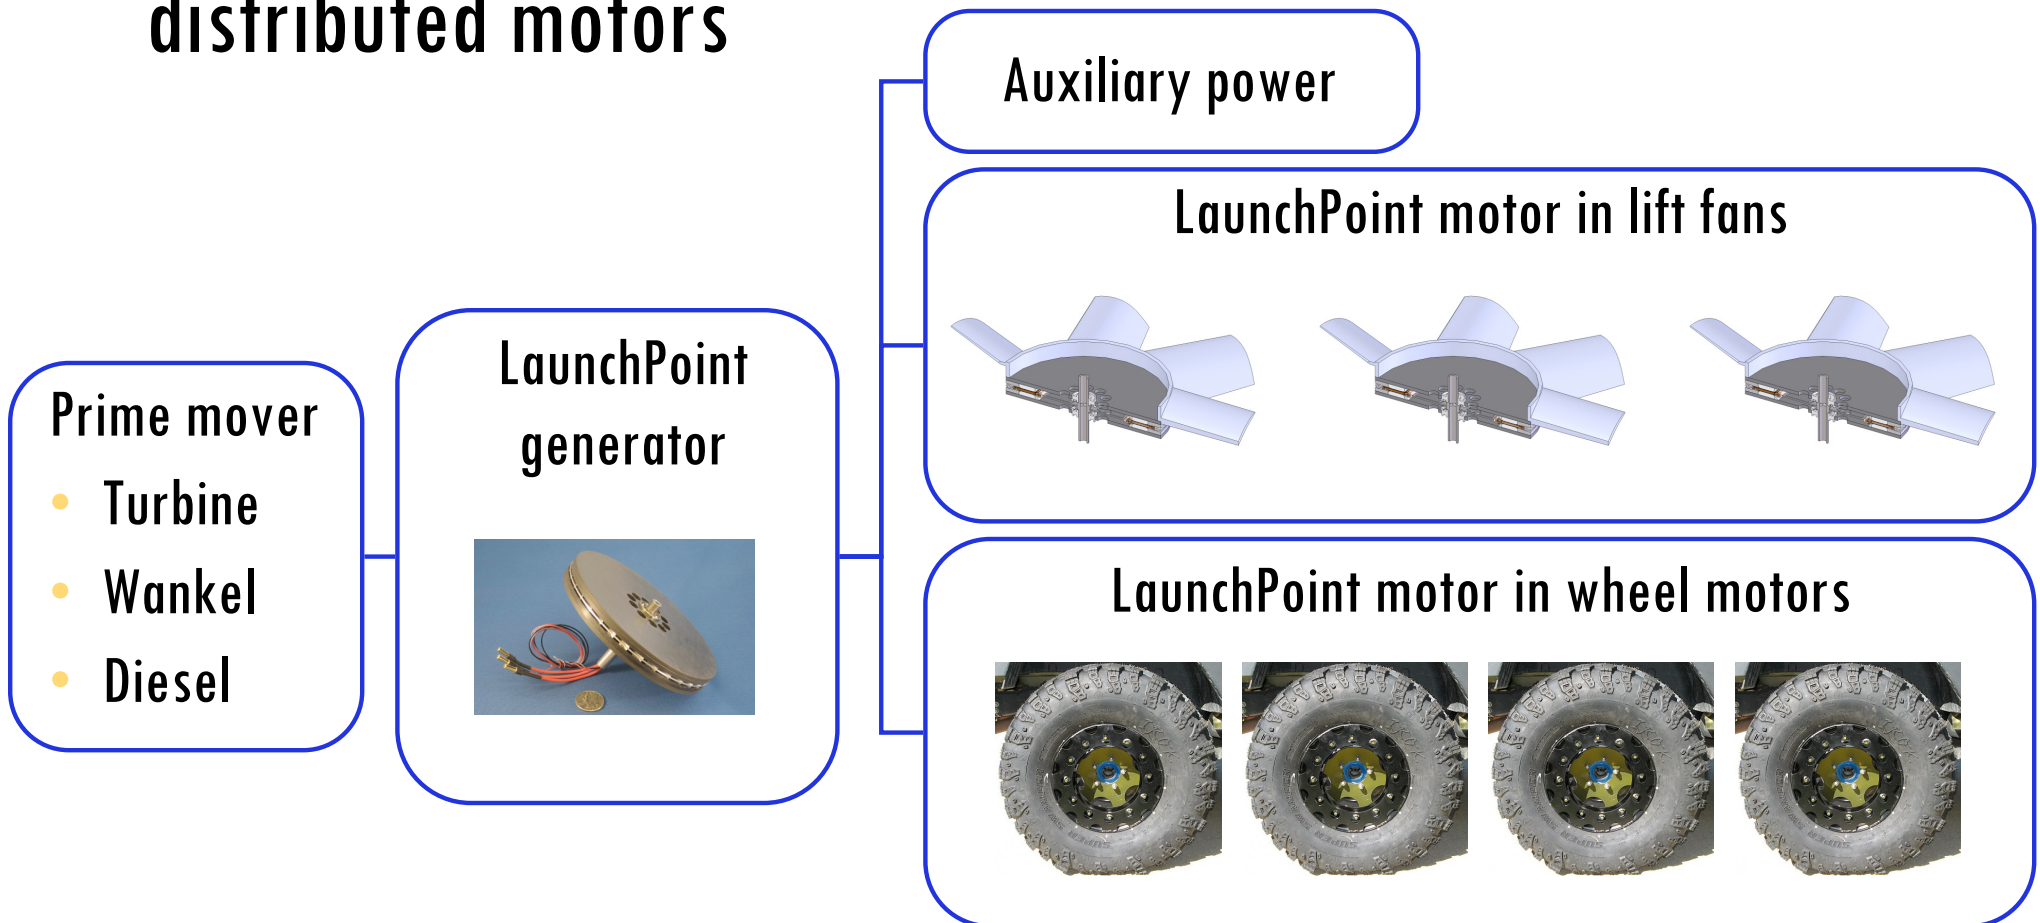 distributed motors
Auxiliary power
LaunchPoint motor in lift fans
LaunchPoint
generator
Prime mover
• Turbine
• Wankel
• Diesel
LaunchPoint motor in wheel motors